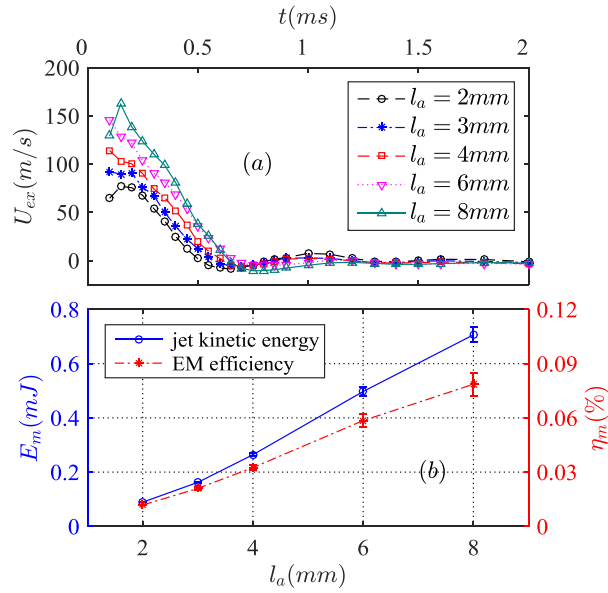 t(ms)
0 0.5 1 1.5 2
200
150
100
50
0
U_ex(m/s)
(a)
l_a = 2mm
l_a = 3mm
l_a = 4mm
l_a = 6mm
l_a = 8mm
0.8 0.12
0.6 0.09
0.4 0.06
0.2 0.03
0 0
E_m(mJ)
η_m(%)
jet kinetic energy
EM efficiency
(b)
2 4 6 8
l_a(mm)